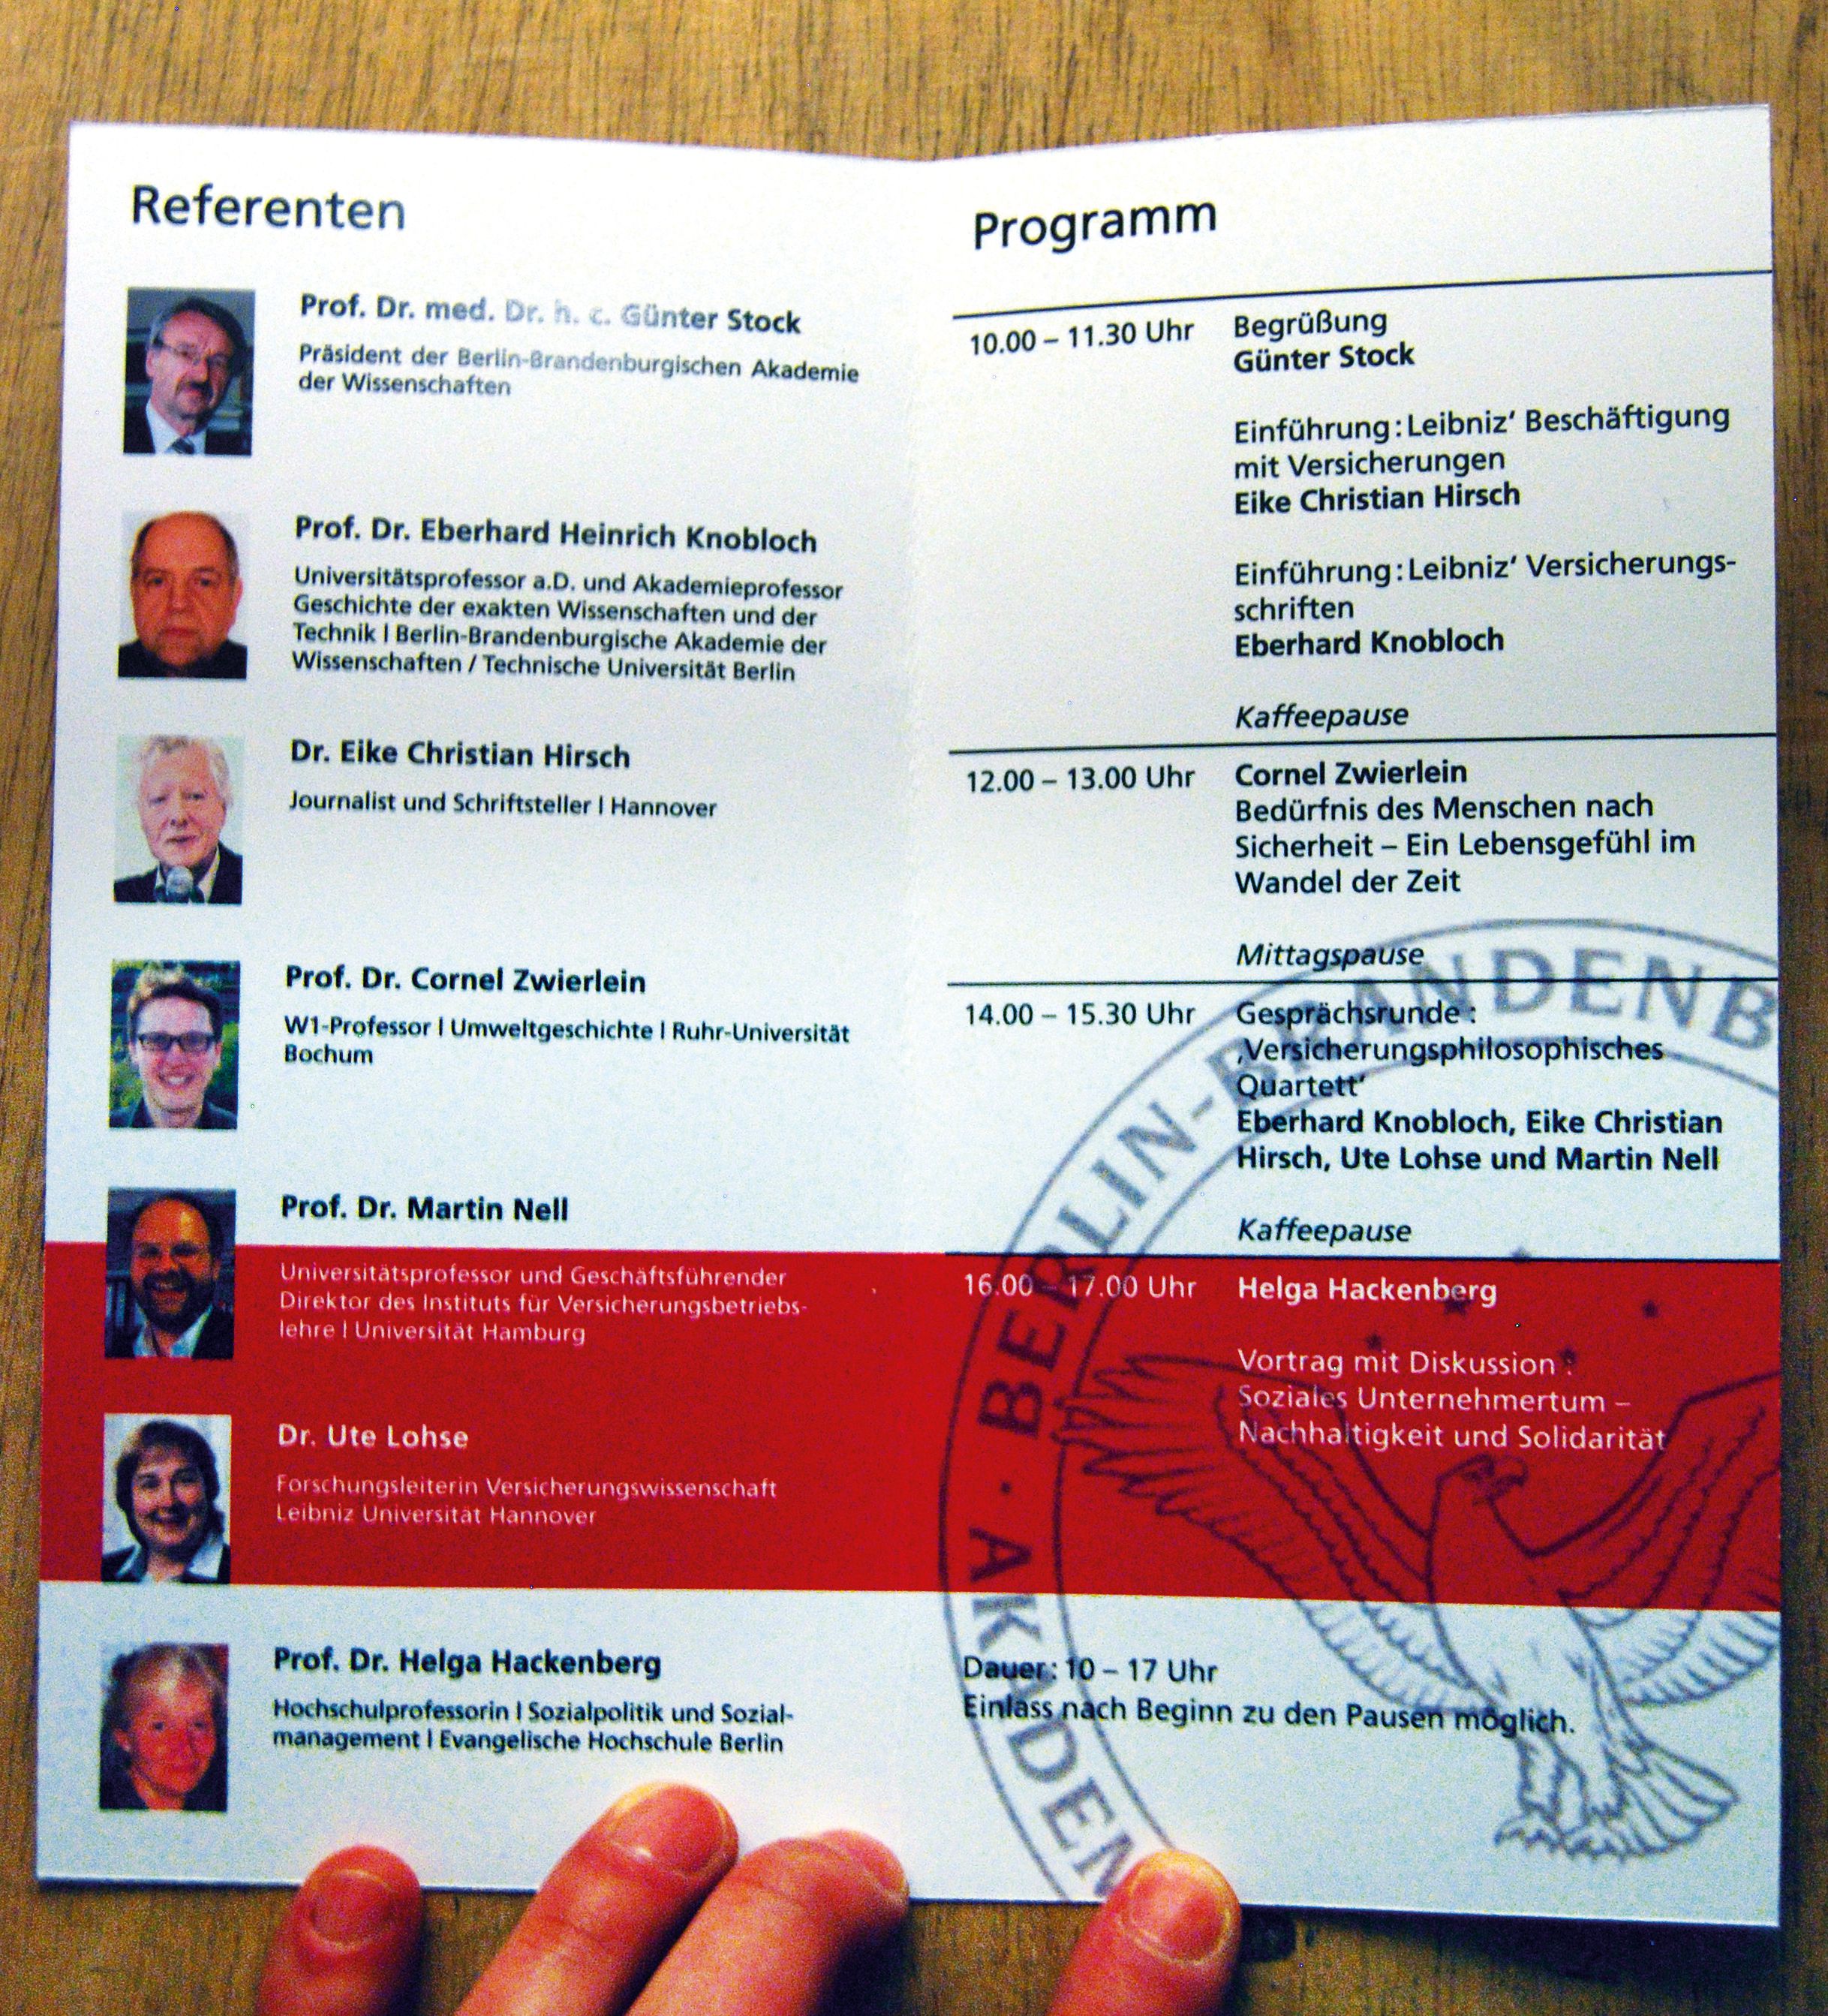 Referenten
Prof. Dr. med. Dr. h. c. Günter Stock
Präsident der Berlin-Brandenburgischen Akademie
der Wissenschaften
Prof. Dr. Eberhard Heinrich Knobloch
Universitätsprofessor a.D. und Akademieprofessor
Geschichte der exakten Wissenschaften und der
Technik | Berlin-Brandenburgische Akademie der
Wissenschaften / Technische Universität Berlin
Dr. Eike Christian Hirsch
Journalist und Schriftsteller | Hannover
Prof. Dr. Cornel Zwierlein
W1-Professor | Umweltgeschichte | Ruhr-Universität
Bochum
Prof. Dr. Martin Nell
Universitätsprofessor und Geschäftsführender
Direktor des Instituts für Versicherungsbetriebs-
lehre | Universität Hamburg
Dr. Ute Lohse
Forschungsleiterin Versicherungswissenschaft
Leibniz Universität Hannover
Prof. Dr. Helga Hackenberg
Hochschulprofessorin | Sozialpolitik und Sozial-
management | Evangelische Hochschule Berlin
Programm
10.00 – 11.30 Uhr Begrüßung
Günter Stock
Einführung: Leibniz‘ Beschäftigung
mit Versicherungen
Eike Christian Hirsch
Einführung: Leibniz‘ Versicherungs-
schriften
Eberhard Knobloch
Kaffeepause
12.00 – 13.00 Uhr Cornel Zwierlein
Bedürfnis des Menschen nach
Sicherheit – Ein Lebensgefühl im
Wandel der Zeit
Mittagspause
14.00 – 15.30 Uhr Gesprächsrunde:
‚Versicherungsphilosophisches
Quartett‘
Eberhard Knobloch, Eike Christian
Hirsch, Ute Lohse und Martin Nell
Kaffeepause
16.00 – 17.00 Uhr Helga Hackenberg
Vortrag mit Diskussion:
Soziales Unternehmertum –
Nachhaltigkeit und Solidarität
Dauer: 10 – 17 Uhr
Einlass nach Beginn zu den Pausen möglich.
AKADEM · BERLIN-BRANDENB